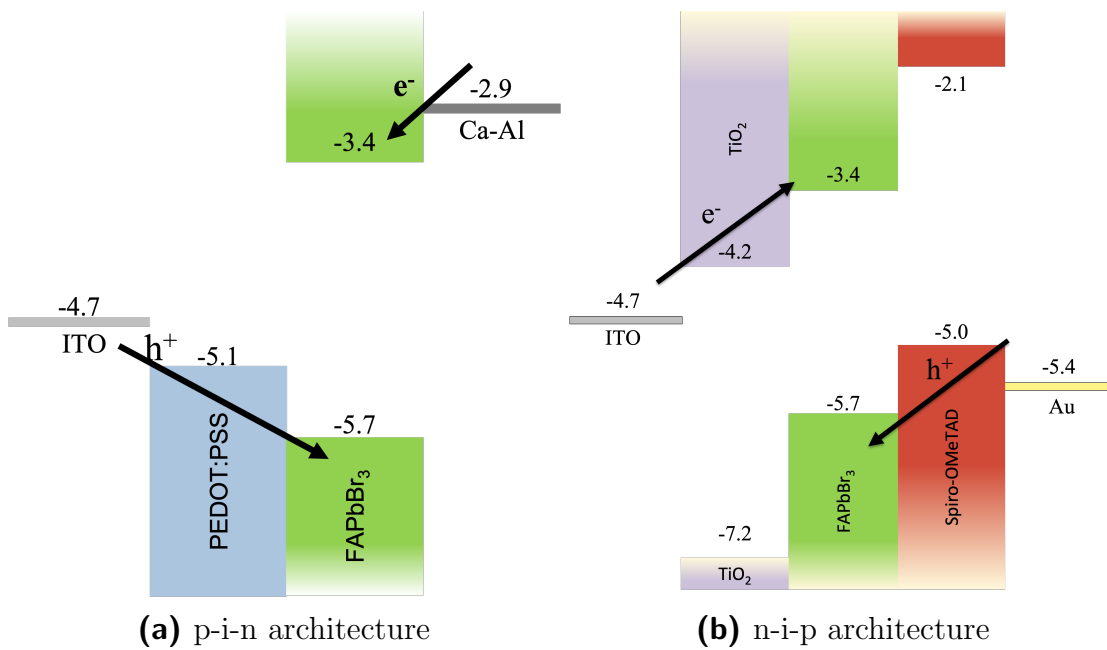 e⁻
-2.9
Ca-Al
-3.4
-4.7
ITO
h⁺
-5.1
-5.7
PEDOT:PSS
FAPbBr₃
(a) p-i-n architecture
-2.1
TiO₂
-3.4
e⁻
-4.2
-4.7
ITO
-5.0
h⁺
-5.4
Au
-5.7
FAPbBr₃
Spiro-OMeTAD
-7.2
TiO₂
(b) n-i-p architecture